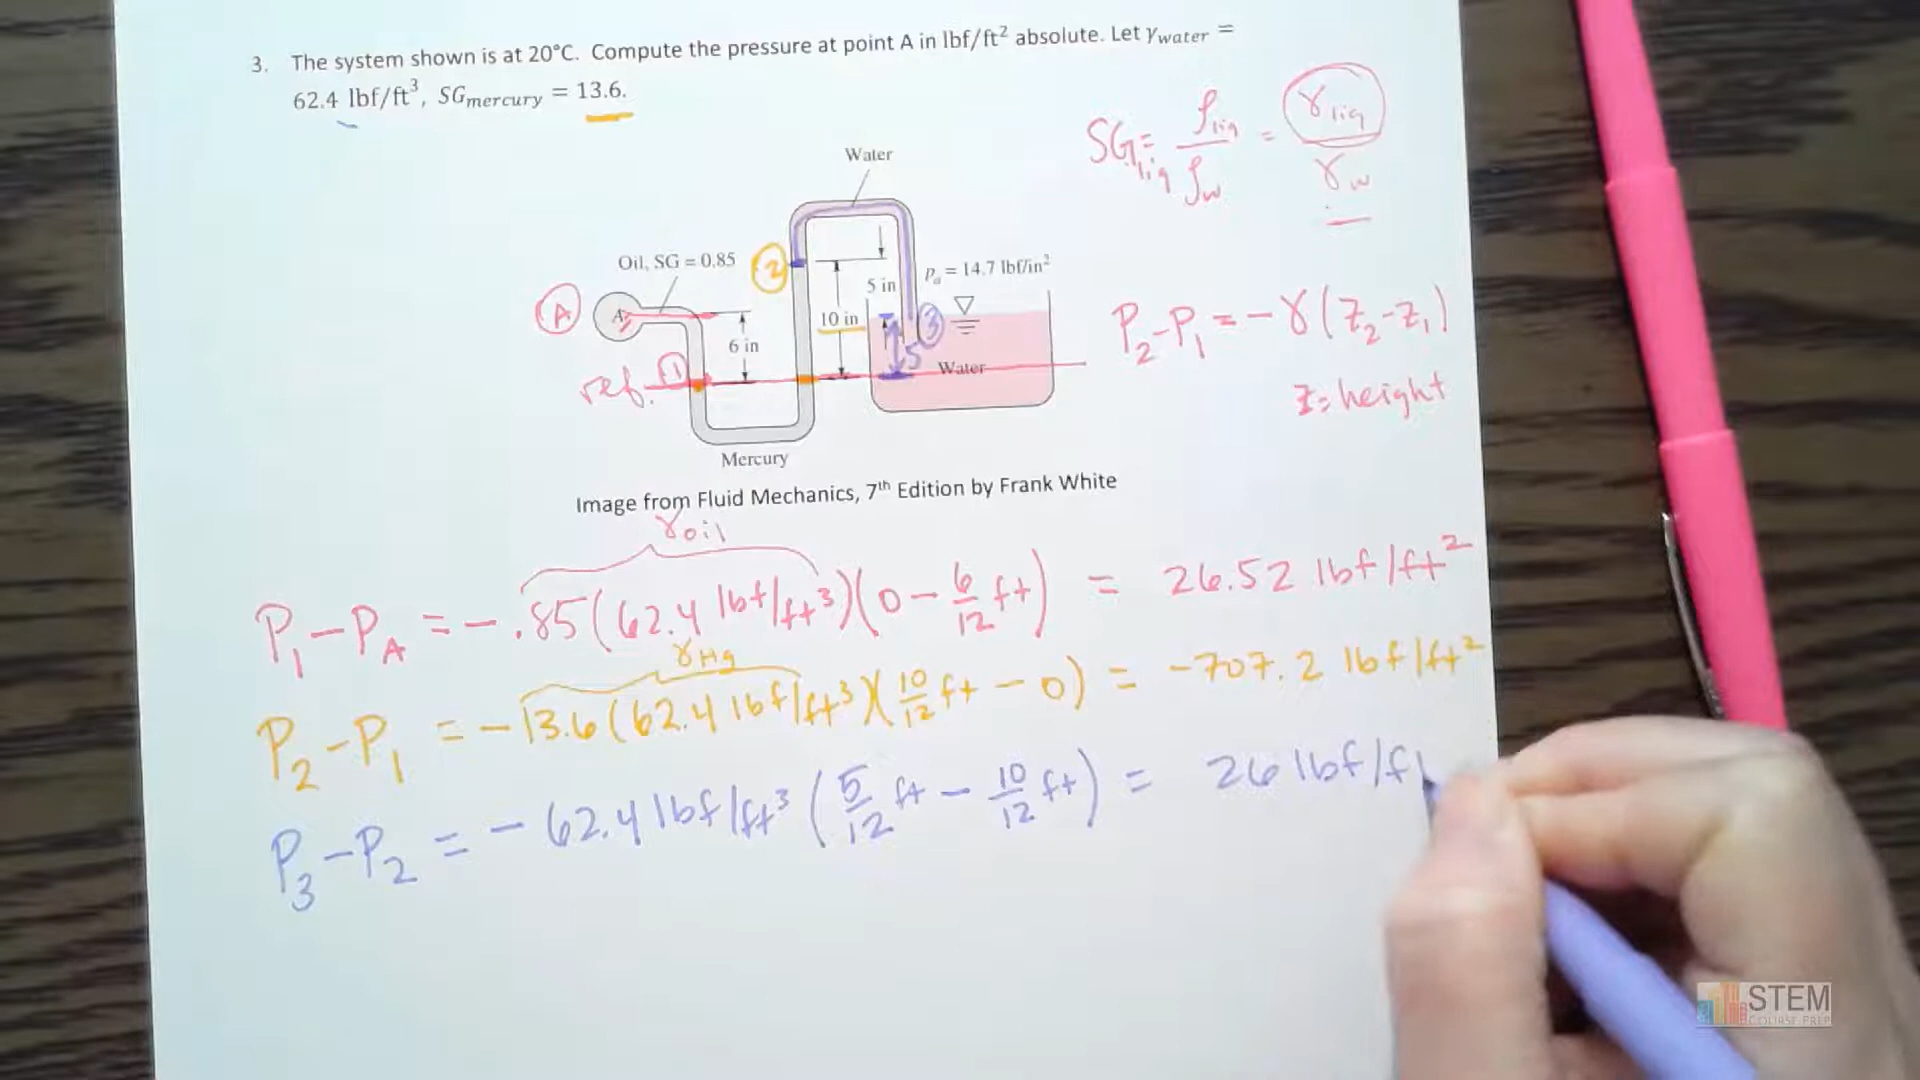 3. The system shown is at 20°C. Compute the pressure at point A in lbf/ft² absolute. Let γwater =
62.4 lbf/ft³, SGmercury = 13.6.
SGliq = ρliq/ρw = γliq/γw
Water
Oil, SG = 0.85
2
Pa = 14.7 lbf/in²
A
A
5 in
10 in
3
6 in
5
ref.
1
Water
P2-P1 = -γ(Z2-Z1)
Z= height
Mercury
Image from Fluid Mechanics, 7th Edition by Frank White
γoil
P1-PA = -.85(62.4 lbf/ft³)(0 - 6/12 ft) = 26.52 lbf/ft²
γHg
P2-P1 = -13.6(62.4 lbf/ft³)(10/12 ft - 0) = -707.2 lbf/ft²
P3-P2 = - 62.4 lbf/ft³ (5/12 ft - 10/12 ft) = 26 lbf/f
STEM
COURSE PREP